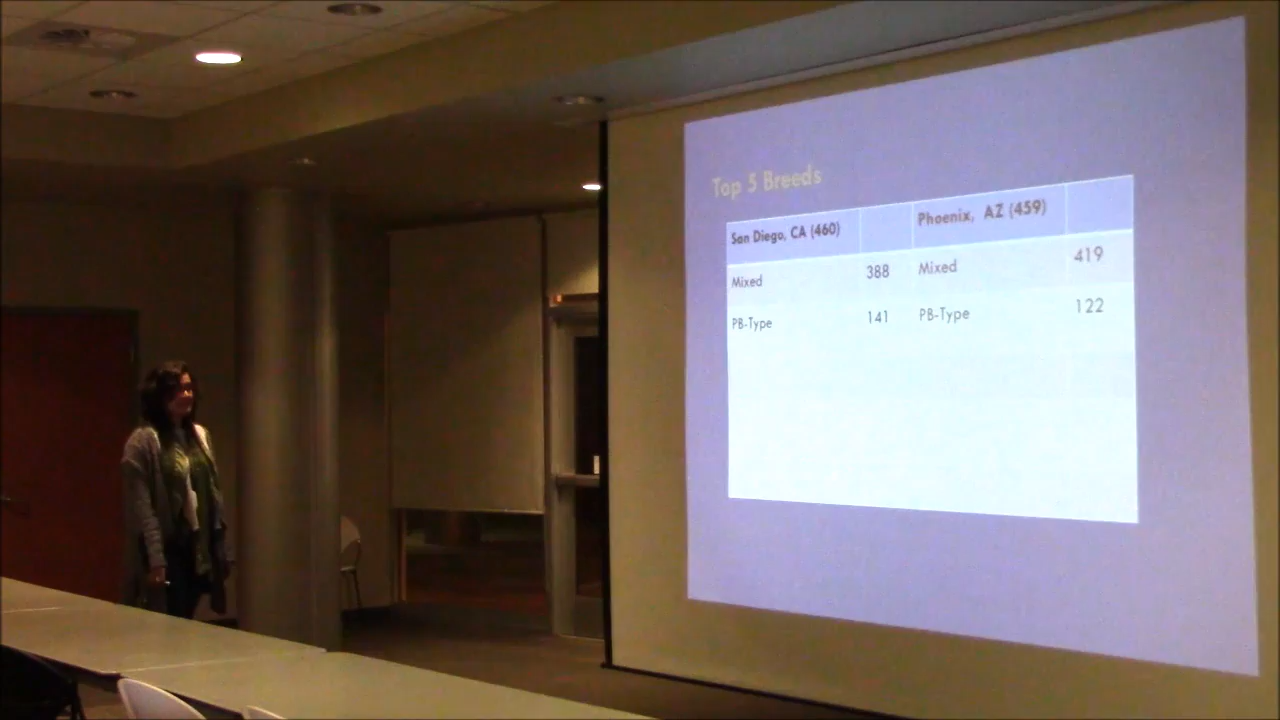 Top 5 Breeds
San Diego, CA (460) Phoenix, AZ (459)
Mixed 388 Mixed 419
PB-Type 141 PB-Type 122